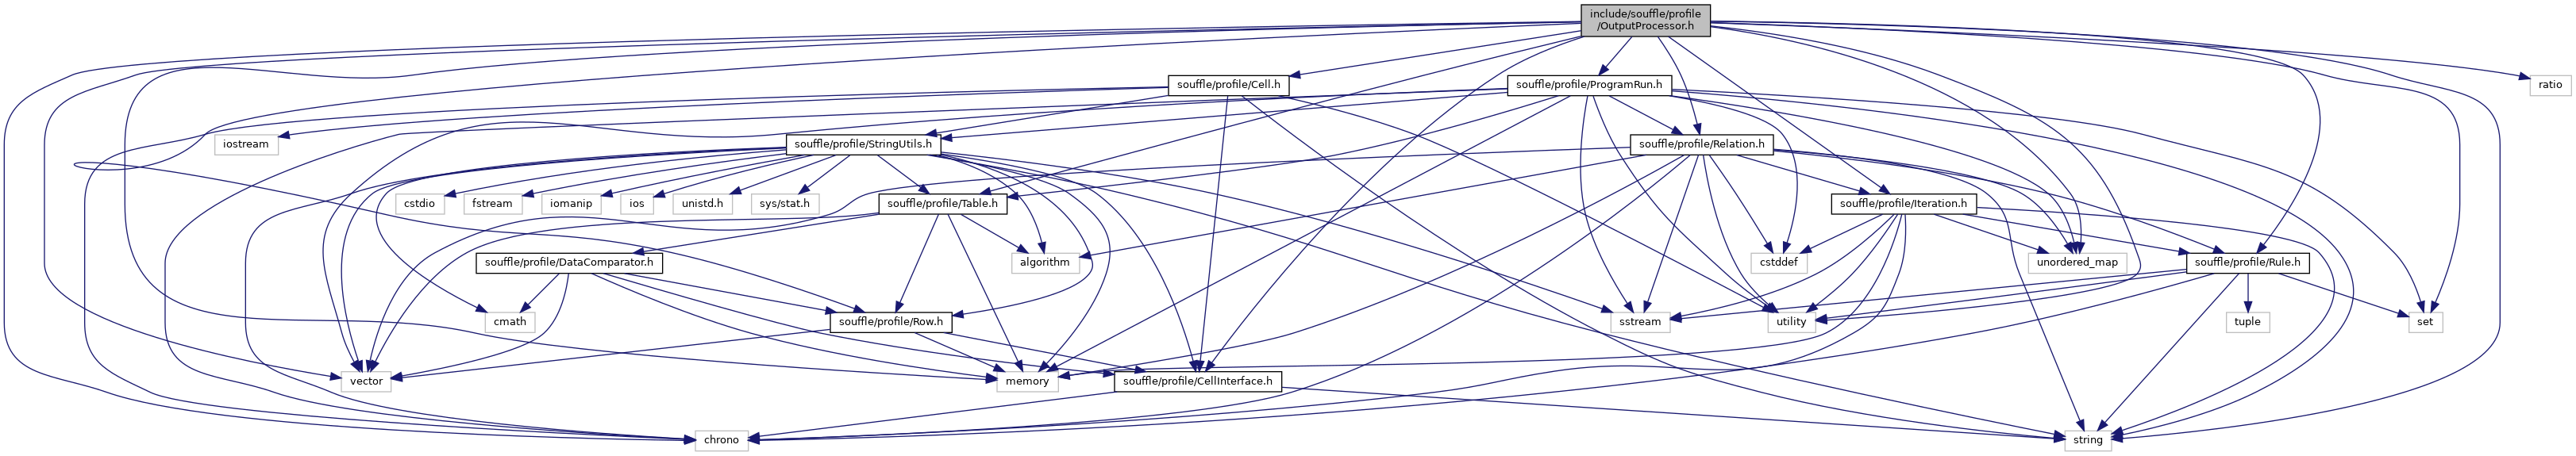 include/souffle/profile
/OutputProcessor.h
souffle/profile/Cell.h
souffle/profile/ProgramRun.h
ratio
iostream
souffle/profile/StringUtils.h
souffle/profile/Relation.h
cstdio
fstream
iomanip
ios
unistd.h
sys/stat.h
souffle/profile/Table.h
souffle/profile/Iteration.h
souffle/profile/DataComparator.h
algorithm
cstddef
unordered_map
souffle/profile/Rule.h
cmath
souffle/profile/Row.h
sstream
utility
tuple
set
vector
memory
souffle/profile/CellInterface.h
chrono
string